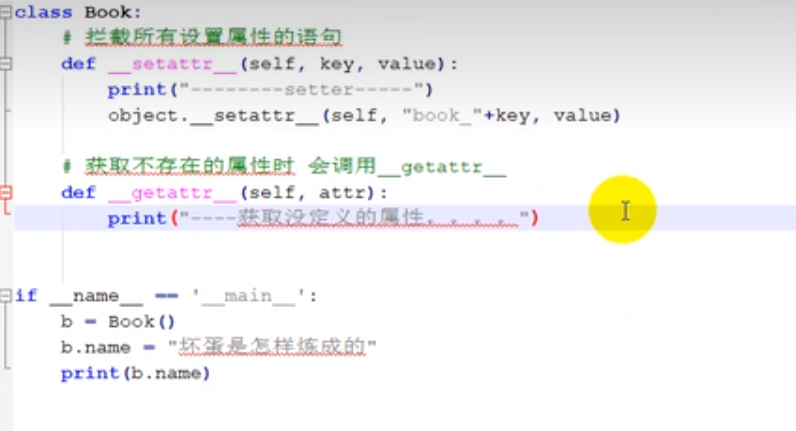 class Book:
    # 拦截所有设置属性的语句
    def __setattr__(self, key, value):
        print("--------setter-----")
        object.__setattr__(self, "book_"+key, value)
    # 获取不存在的属性时 会调用__getattr__
    def __getattr__(self, attr):
        print("----获取没定义的属性。。。。")
if __name__ == '__main__':
    b = Book()
    b.name = "坏蛋是怎样炼成的"
    print(b.name)